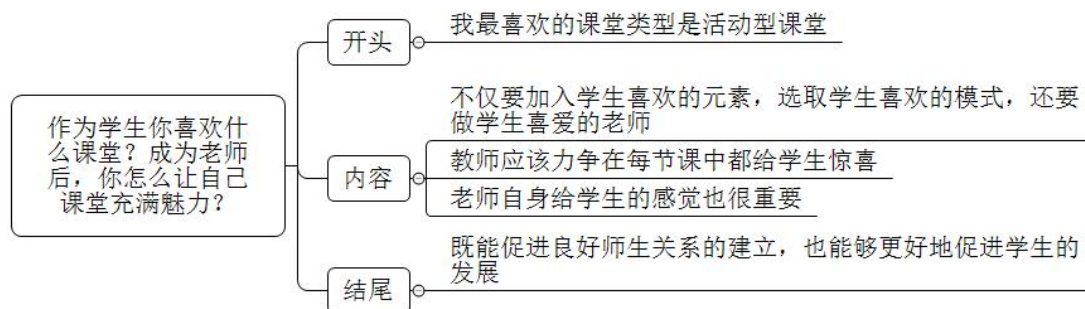 作为学生你喜欢什
么课堂？成为老师
后，你怎么让自己
课堂充满魅力？
开头
我最喜欢的课堂类型是活动型课堂
内容
不仅要加入学生喜欢的元素，选取学生喜欢的模式，还要
做学生喜爱的老师
教师应该力争在每节课中都给学生惊喜
老师自身给学生的感觉也很重要
结尾
既能促进良好师生关系的建立，也能够更好地促进学生的
发展